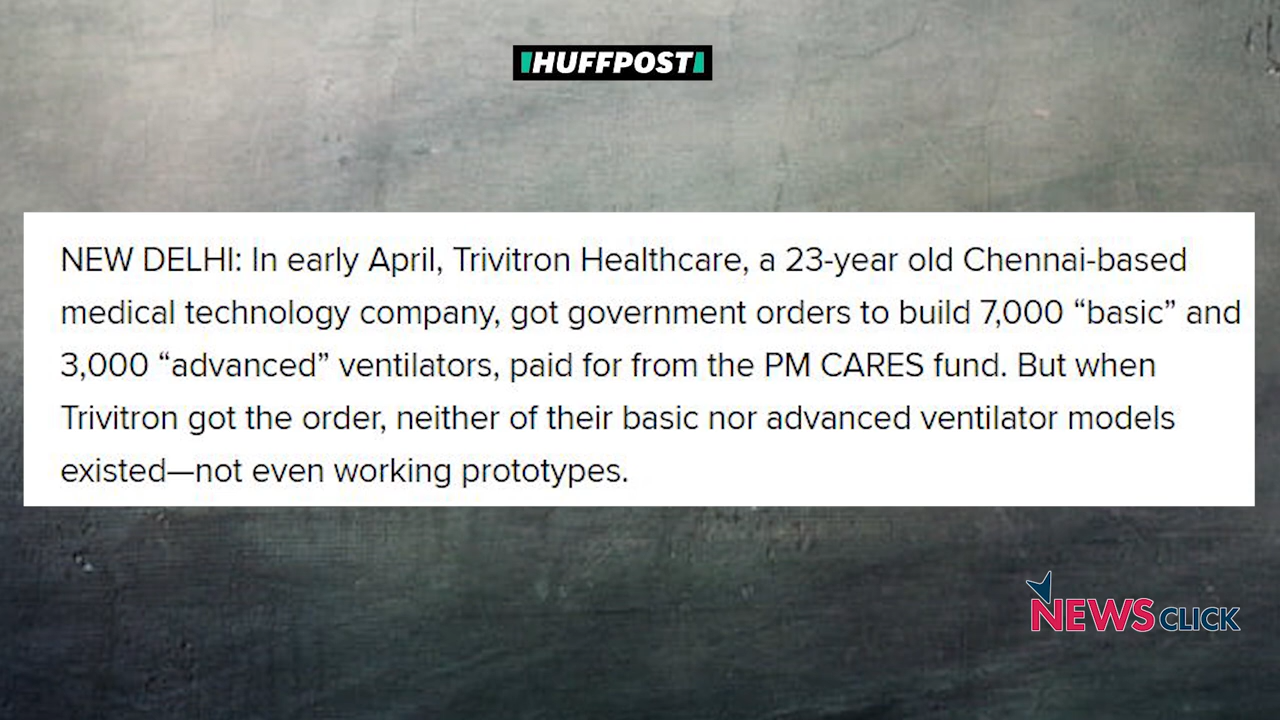 HUFFPOST
NEW DELHI: In early April, Trivitron Healthcare, a 23-year old Chennai-based
medical technology company, got government orders to build 7,000 “basic” and
3,000 “advanced” ventilators, paid for from the PM CARES fund. But when
Trivitron got the order, neither of their basic nor advanced ventilator models
existed—not even working prototypes.
NEWSCLICK